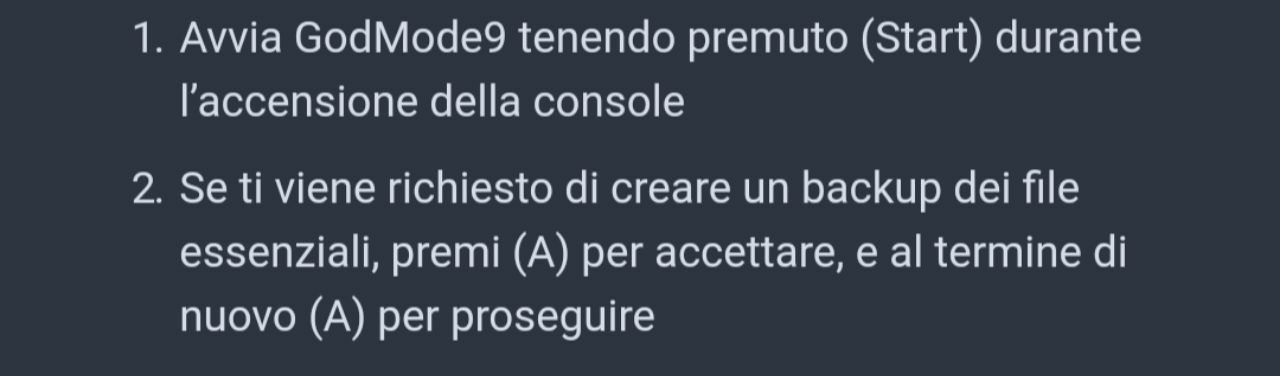 1. Avvia GodMode9 tenendo premuto (Start) durante
l’accensione della console
2. Se ti viene richiesto di creare un backup dei file
essenziali, premi (A) per accettare, e al termine di
nuovo (A) per proseguire